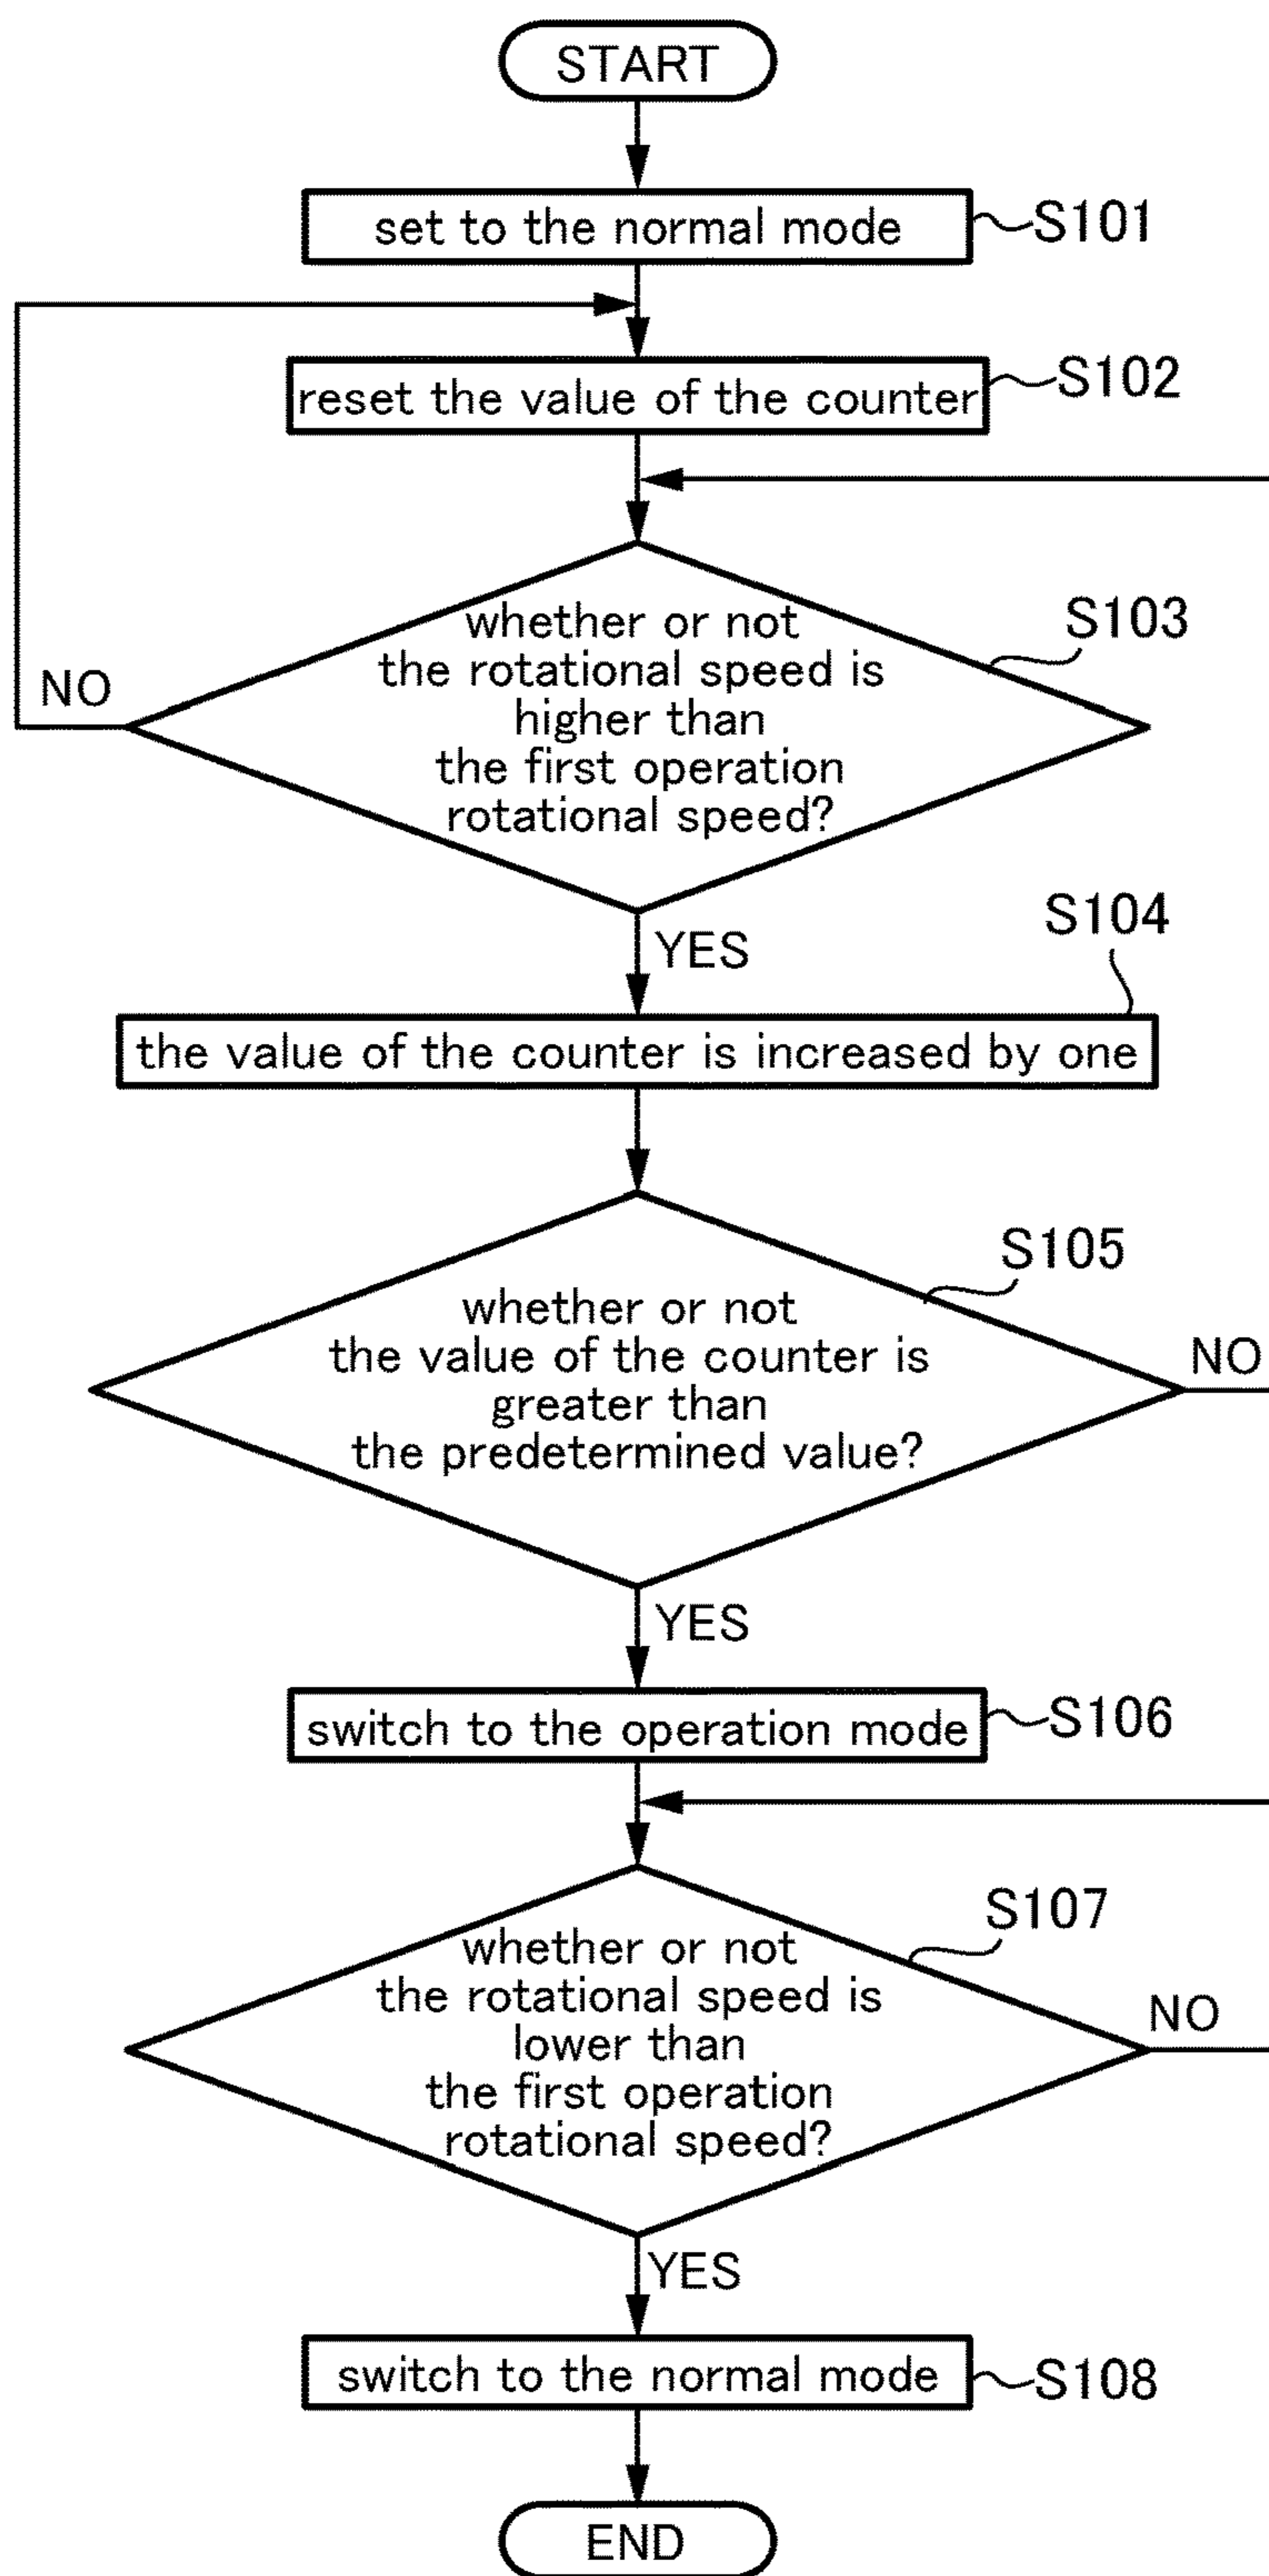 START
set to the normal mode
S101
reset the value of the counter
S102
whether or not
the rotational speed is
higher than
the first operation
rotational speed?
S103
NO
YES
S104
the value of the counter is increased by one
S105
whether or not
the value of the counter is
greater than
the predetermined value?
NO
YES
switch to the operation mode
S106
S107
whether or not
the rotational speed is
lower than
the first operation
rotational speed?
NO
YES
switch to the normal mode
S108
END